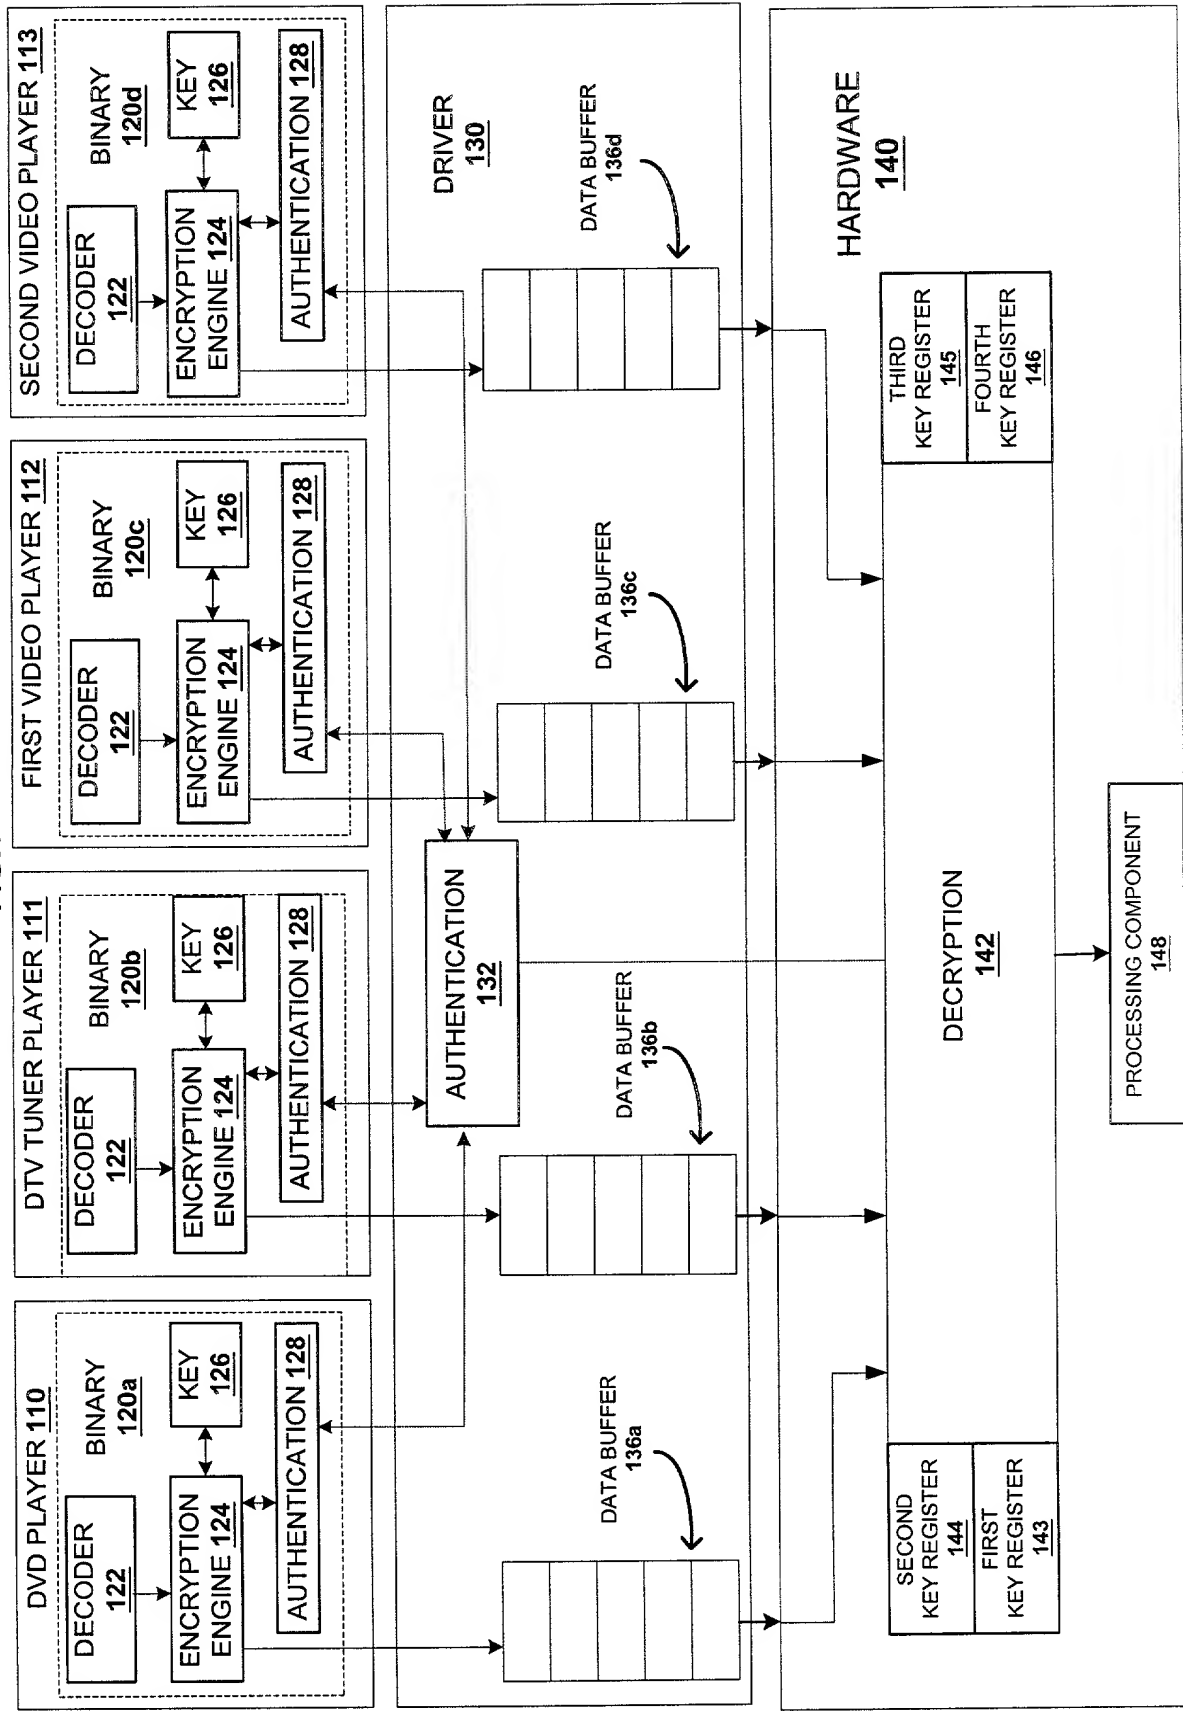 DVD PLAYER 110
BINARY
120a
DECODER
122
KEY
126
ENCRYPTION
ENGINE 124
AUTHENTICATION 128
DTV TUNER PLAYER 111
BINARY
120b
DECODER
122
KEY
126
ENCRYPTION
ENGINE 124
AUTHENTICATION 128
FIRST VIDEO PLAYER 112
BINARY
120c
DECODER
122
KEY
126
ENCRYPTION
ENGINE 124
AUTHENTICATION 128
SECOND VIDEO PLAYER 113
BINARY
120d
DECODER
122
KEY
126
ENCRYPTION
ENGINE 124
AUTHENTICATION 128
DRIVER
130
AUTHENTICATION
132
DATA BUFFER
136a
DATA BUFFER
136b
DATA BUFFER
136c
DATA BUFFER
136d
HARDWARE
140
SECOND
KEY REGISTER
144
FIRST
KEY REGISTER
143
DECRYPTION
142
THIRD
KEY REGISTER
145
FOURTH
KEY REGISTER
146
PROCESSING COMPONENT
148